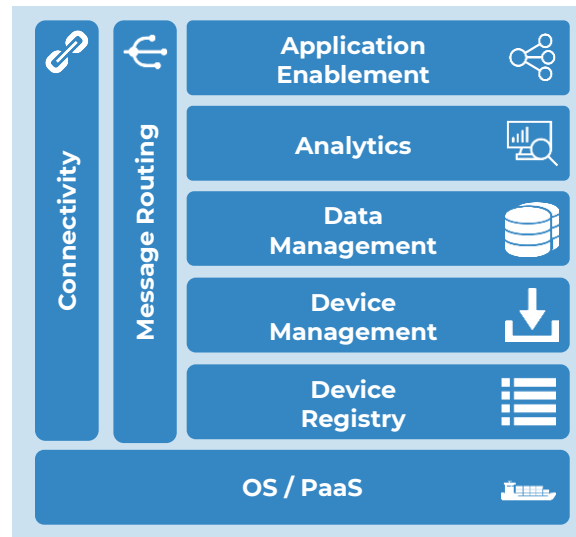 Connectivity
Message Routing
Application
Enablement
Analytics
Data
Management
Device
Management
Device
Registry
OS / PaaS